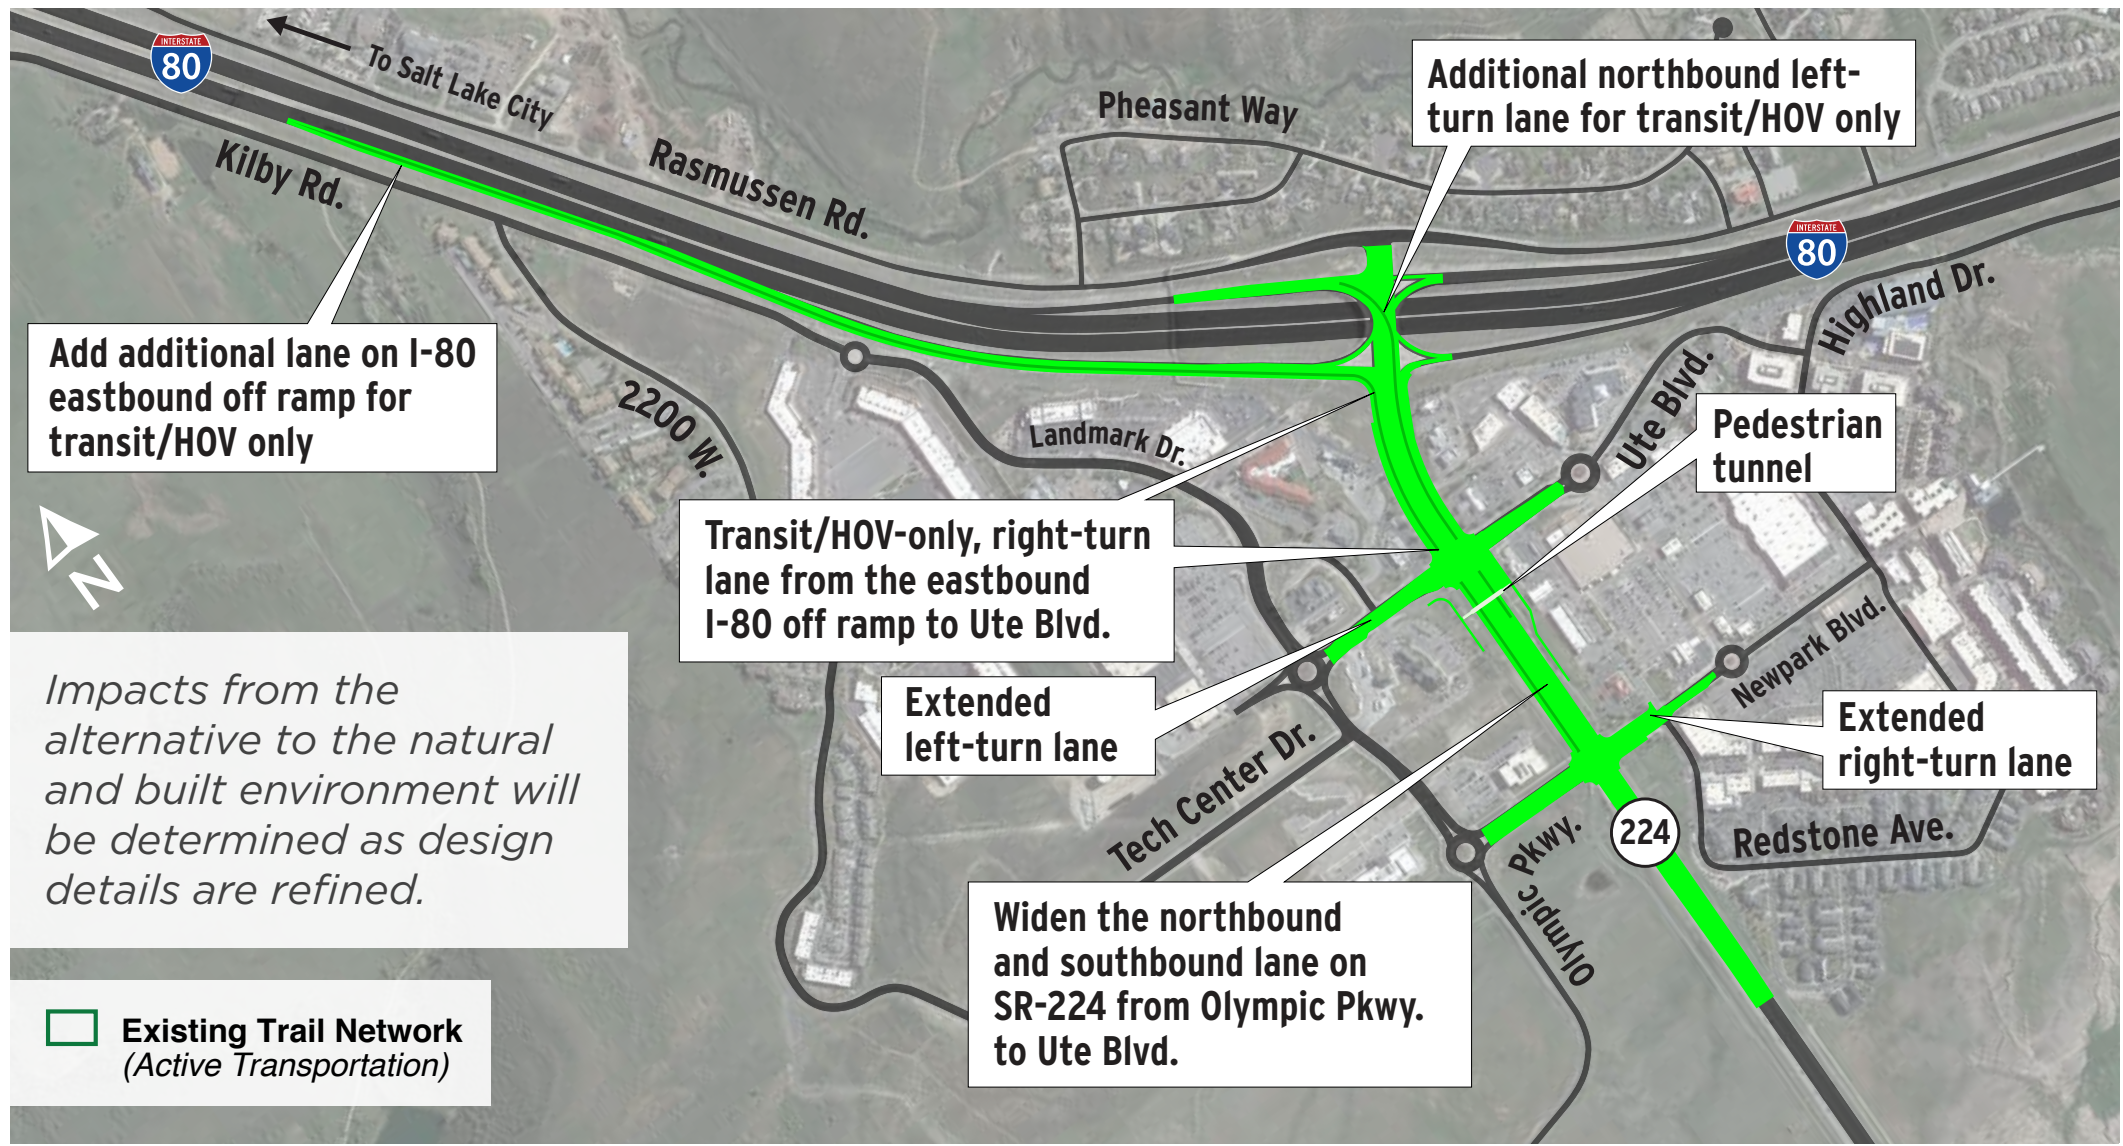 INTERSTATE
80
To Salt Lake City
Kilby Rd.
Rasmussen Rd.
Pheasant Way
Additional northbound left-
turn lane for transit/HOV only
INTERSTATE
80
Highland Dr.
Add additional lane on I-80
eastbound off ramp for
transit/HOV only
2200 W.
Landmark Dr.
Ute Blvd.
Pedestrian
tunnel
Transit/HOV-only, right-turn
lane from the eastbound
I-80 off ramp to Ute Blvd.
N
Newpark Blvd.
Extended
left-turn lane
Extended
right-turn lane
Tech Center Dr.
Olympic Pkwy.
224
Redstone Ave.
Impacts from the
alternative to the natural
and built environment will
be determined as design
details are refined.
Widen the northbound
and southbound lane on
SR-224 from Olympic Pkwy.
to Ute Blvd.
Existing Trail Network
(Active Transportation)